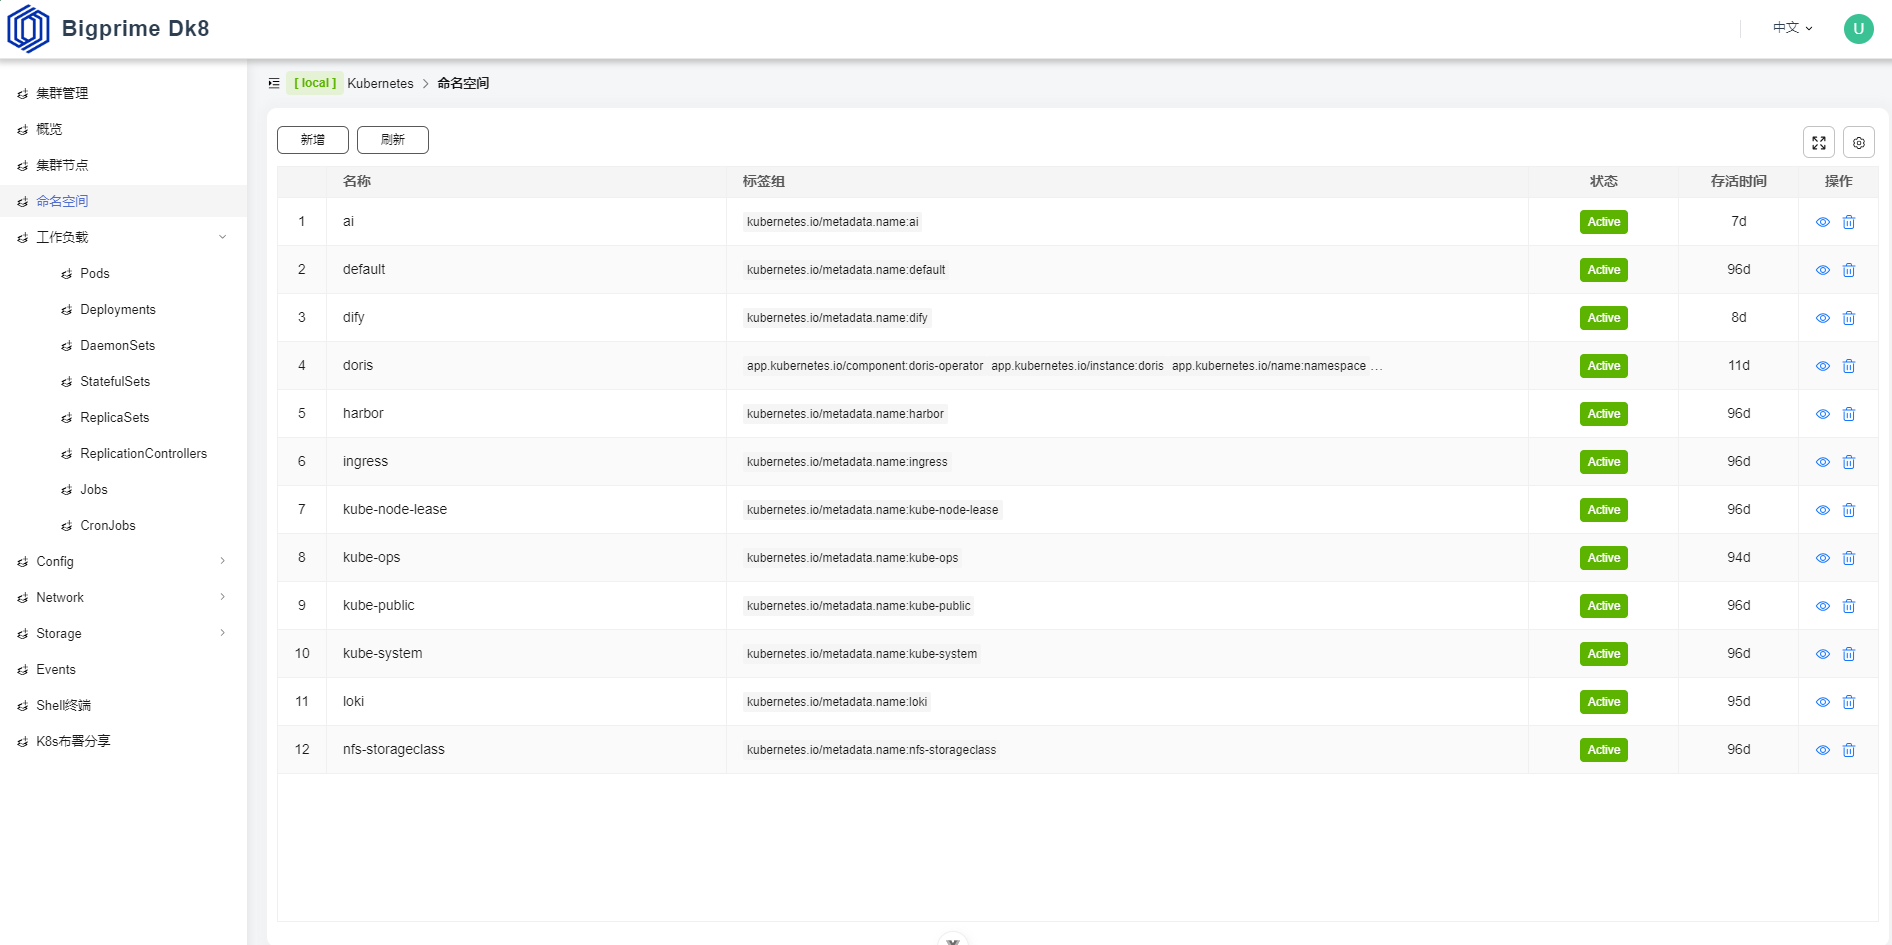 Bigprime Dk8
中文
U
集群管理
概览
集群节点
命名空间
工作负载
Pods
Deployments
DaemonSets
StatefulSets
ReplicaSets
ReplicationControllers
Jobs
CronJobs
Config
Network
Storage
Events
Shell终端
K8s布署分享
[ local ] Kubernetes > 命名空间
新增 刷新
名称 标签组 状态 存活时间 操作
1 ai kubernetes.io/metadata.name:ai Active 7d
2 default kubernetes.io/metadata.name:default Active 96d
3 dify kubernetes.io/metadata.name:dify Active 8d
4 doris app.kubernetes.io/component:doris-operator app.kubernetes.io/instance:doris app.kubernetes.io/name:namespace ... Active 11d
5 harbor kubernetes.io/metadata.name:harbor Active 96d
6 ingress kubernetes.io/metadata.name:ingress Active 96d
7 kube-node-lease kubernetes.io/metadata.name:kube-node-lease Active 96d
8 kube-ops kubernetes.io/metadata.name:kube-ops Active 94d
9 kube-public kubernetes.io/metadata.name:kube-public Active 96d
10 kube-system kubernetes.io/metadata.name:kube-system Active 96d
11 loki kubernetes.io/metadata.name:loki Active 95d
12 nfs-storageclass kubernetes.io/metadata.name:nfs-storageclass Active 96d